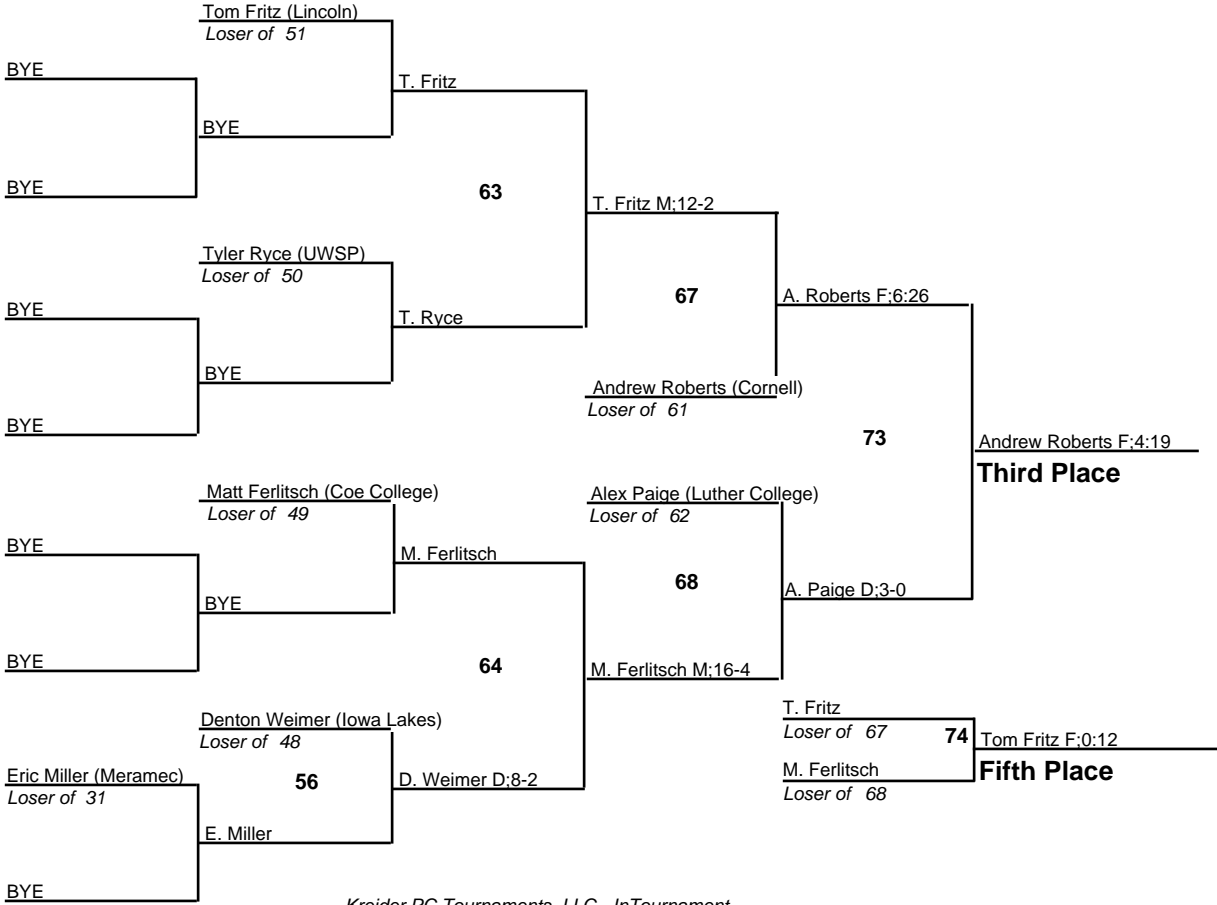 Tom Fritz (Lincoln)
Loser of 51
BYE
T. Fritz
BYE
BYE
63
T. Fritz M;12-2
Tyler Ryce (UWSP)
Loser of 50
67
A. Roberts F;6:26
BYE
T. Ryce
BYE
Andrew Roberts (Cornell)
Loser of 61
BYE
73
Andrew Roberts F;4:19
Third Place
Matt Ferlitsch (Coe College)
Loser of 49
Alex Paige (Luther College)
Loser of 62
BYE
M. Ferlitsch
68
A. Paige D;3-0
BYE
BYE
64
M. Ferlitsch M;16-4
Denton Weimer (Iowa Lakes)
Loser of 48
T. Fritz
Loser of 67
74
Tom Fritz F;0:12
Fifth Place
Eric Miller (Meramec)
Loser of 31
56
D. Weimer D;8-2
M. Ferlitsch
Loser of 68
E. Miller
BYE
Kreider PC Tournaments, LLC - InTournament